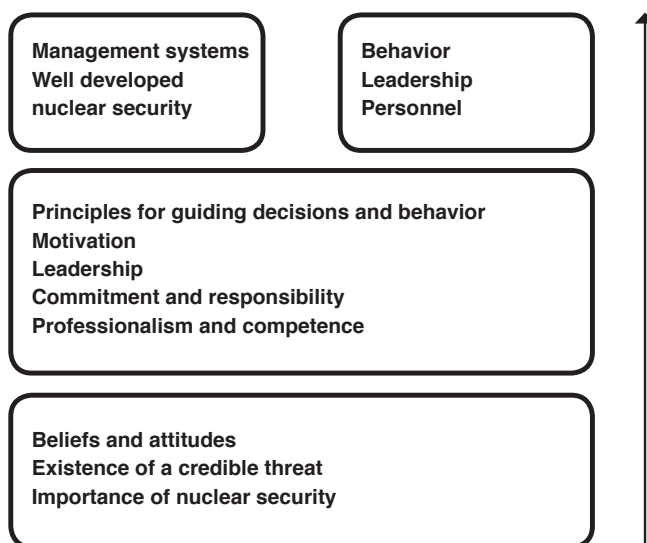 Management systems
Well developed
nuclear security
Behavior
Leadership
Personnel
Principles for guiding decisions and behavior
Motivation
Leadership
Commitment and responsibility
Professionalism and competence
Beliefs and attitudes
Existence of a credible threat
Importance of nuclear security